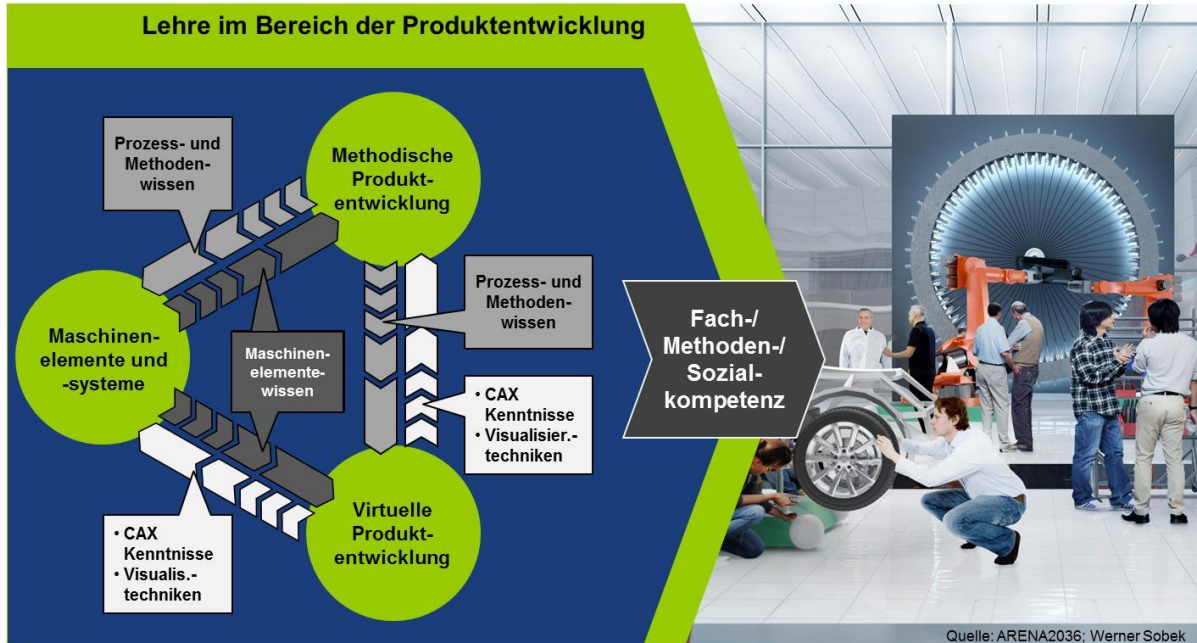 Lehre im Bereich der Produktentwicklung
Prozess- und
Methoden-
wissen
Methodische
Produkt-
entwicklung
Prozess- und
Methoden-
wissen
Maschinen-
elemente und
-systeme
Maschinen-
elemente-
wissen
• CAX
Kenntnisse
• Visualisier.-
techniken
• CAX
Kenntnisse
• Visualis.-
techniken
Virtuelle
Produkt-
entwicklung
Fach-/
Methoden-/
Sozial-
kompetenz
Quelle: ARENA2036; Werner Sobek